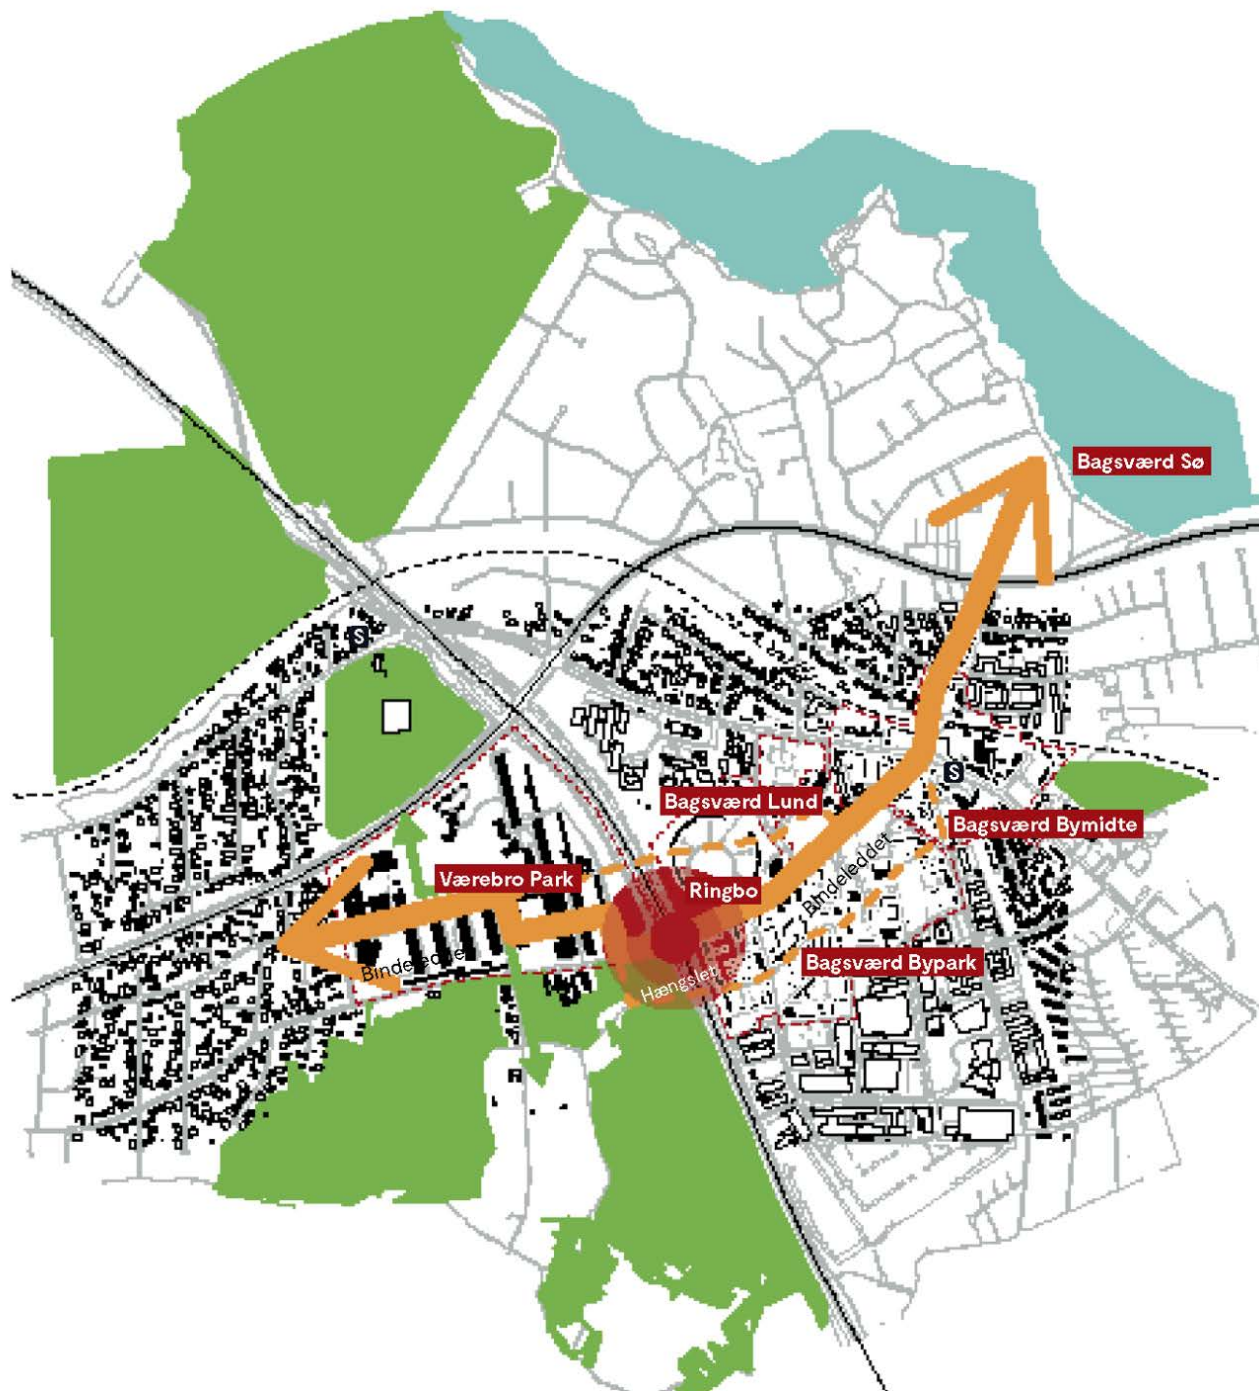 Bagsværd Sø
S
S
Bagsværd Lund
Bagsværd Bymidte
Værebro Park
Ringbo
Bindeleddet
Bindeleddet
Bagsværd Bypark
Hængslet